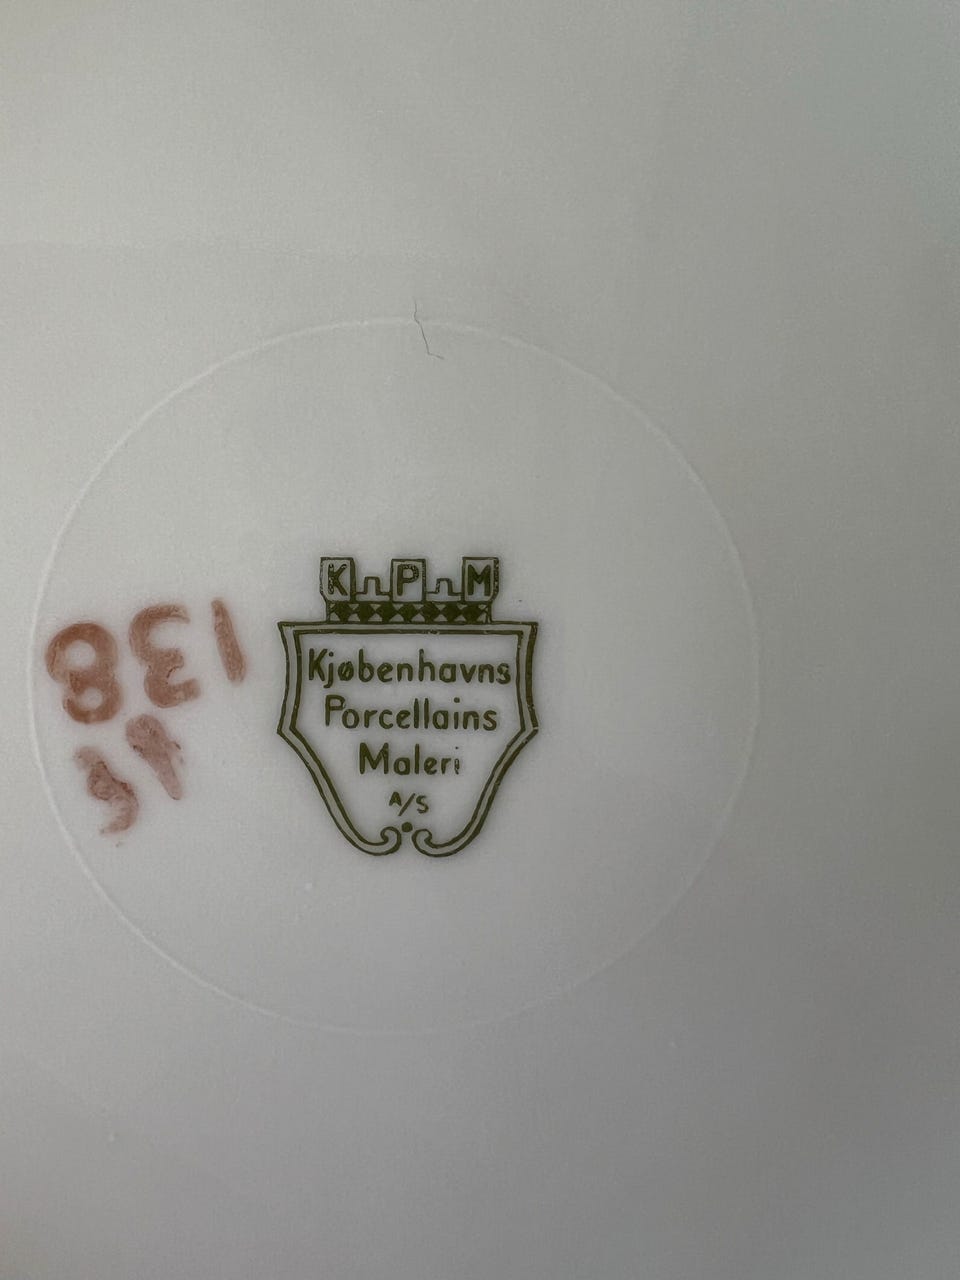 K P M
Kjøbenhavns
Porcellains
Maleri
A/S
138